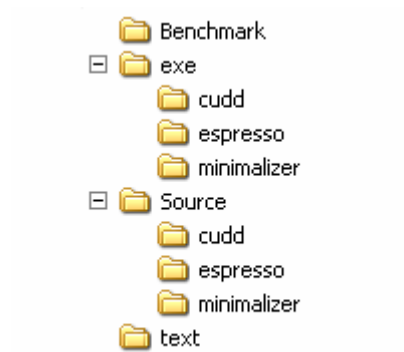 Benchmark
exe
cudd
espresso
minimalizer
Source
cudd
espresso
minimalizer
text